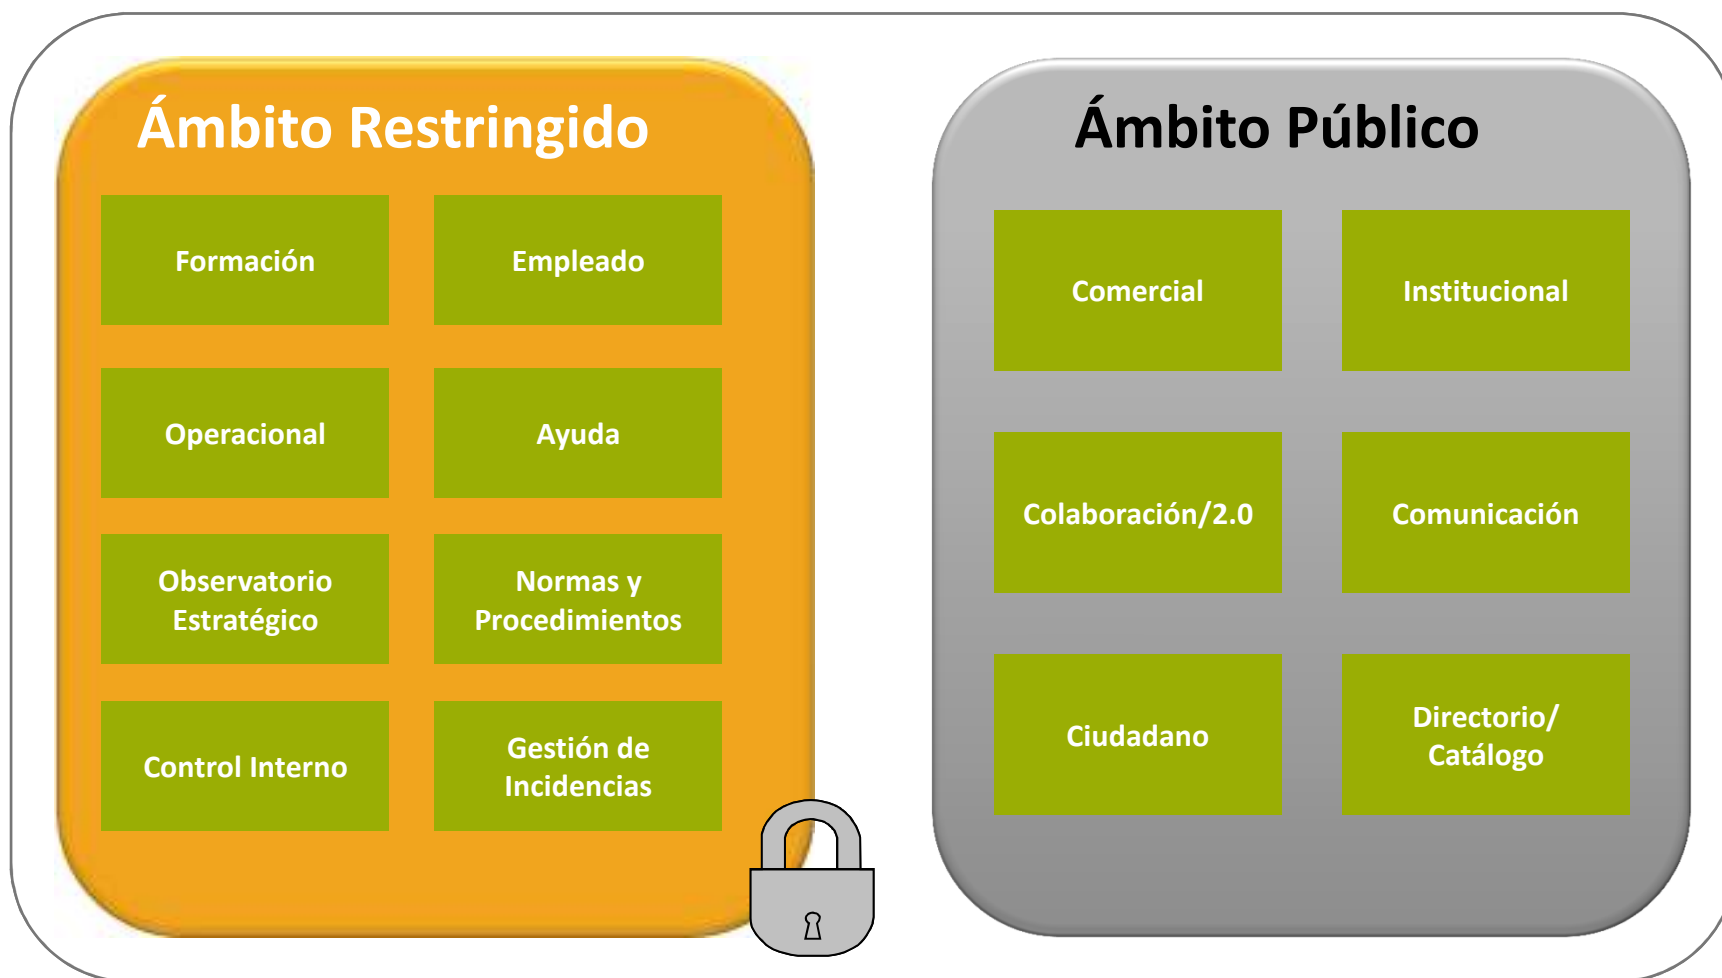 Ámbito Restringido
Formación
Empleado
Operacional
Ayuda
Observatorio
Estratégico
Normas y
Procedimientos
Control Interno
Gestión de
Incidencias
Ámbito Público
Comercial
Institucional
Colaboración/2.0
Comunicación
Ciudadano
Directorio/
Catálogo